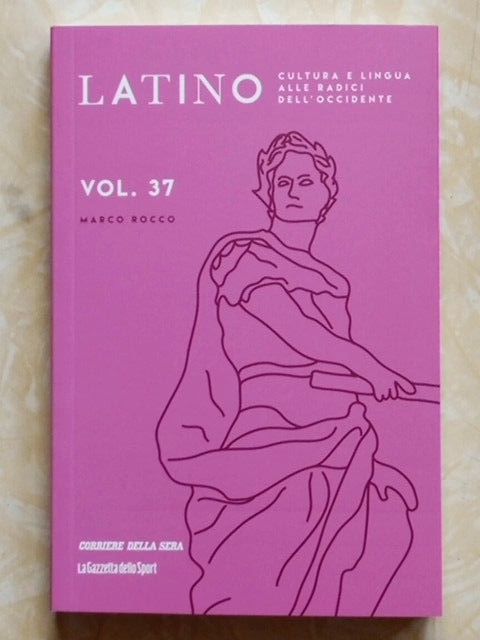 LATINO
CULTURA E LINGUA
ALLE RADICI
DELL'OCCIDENTE
VOL. 37
MARCO ROCCO
CORRIERE DELLA SERA
La Gazzetta dello Sport